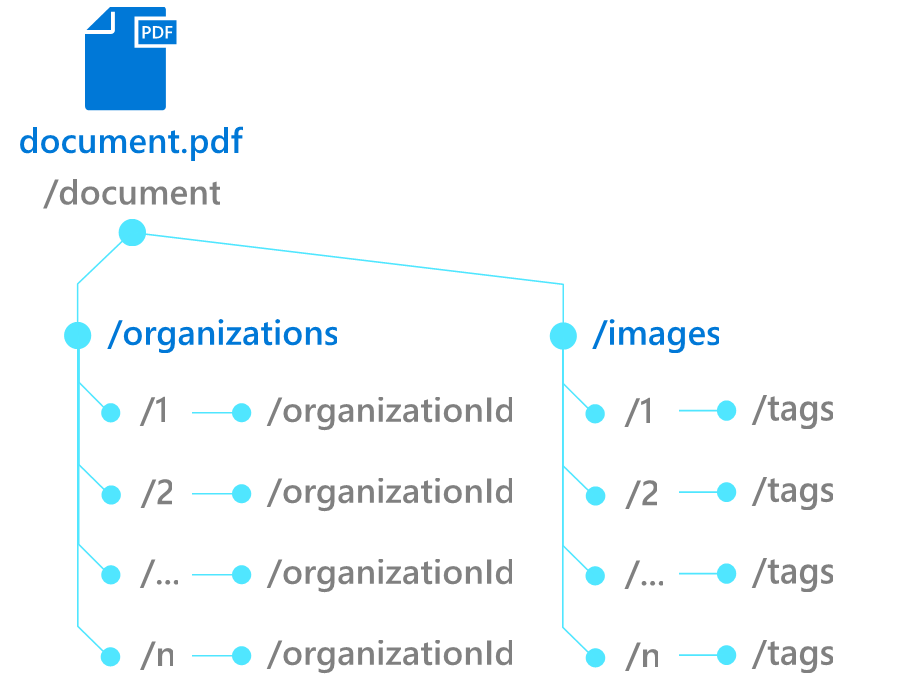 PDF
document.pdf
/document
/organizations
/1 /organizationId
/2 /organizationId
/... /organizationId
/n /organizationId
/images
/1 /tags
/2 /tags
/... /tags
/n /tags